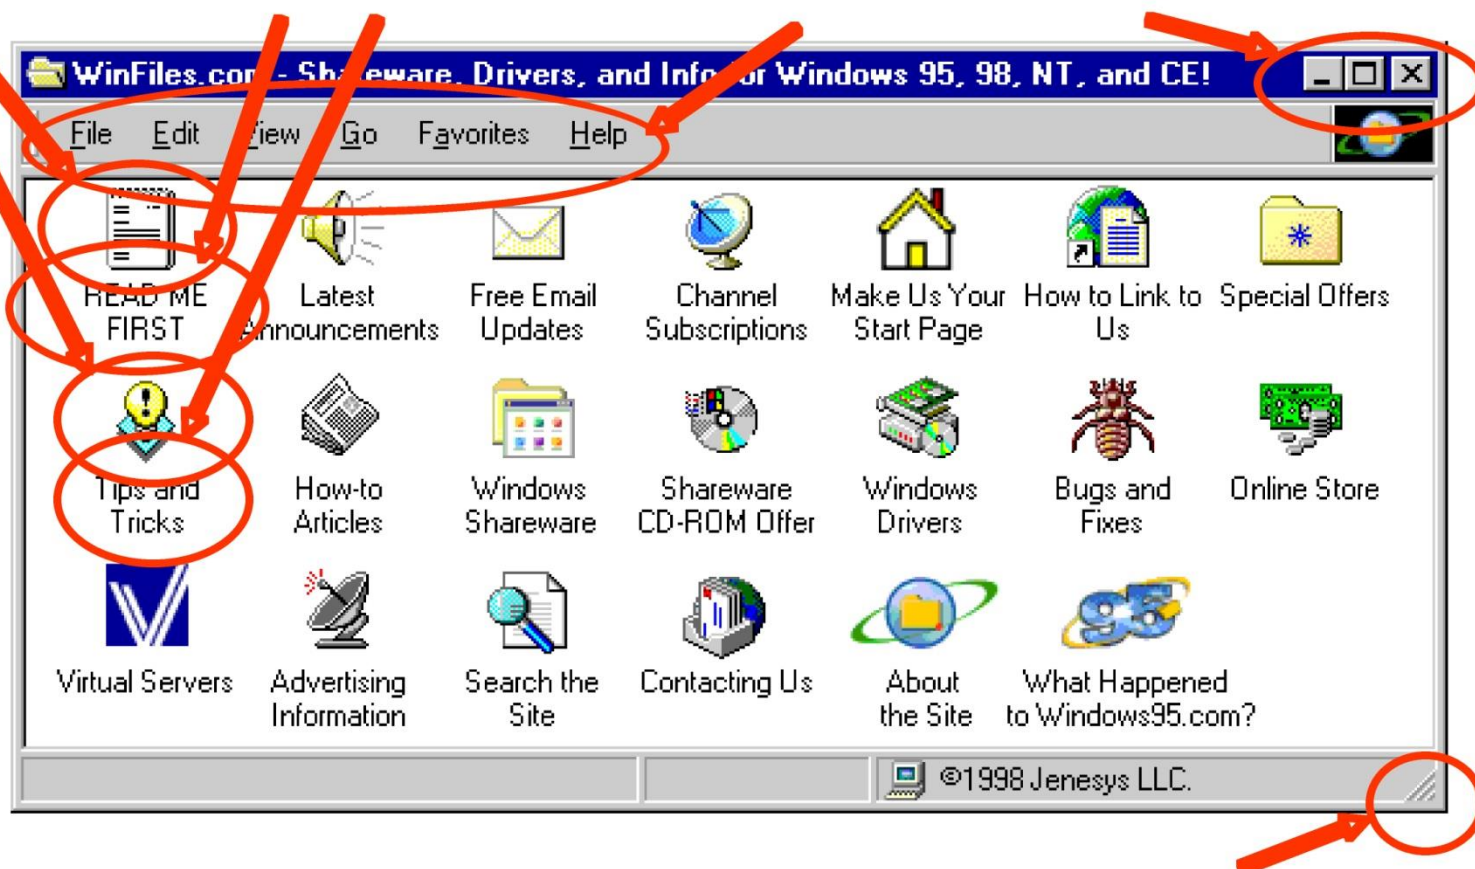 WinFiles.com - Shareware, Drivers, and Info for Windows 95, 98, NT, and CE!
File Edit View Go Favorites Help
READ ME
FIRST
Latest
Announcements
Free Email
Updates
Channel
Subscriptions
Make Us Your
Start Page
How to Link to
Us
Special Offers
Tips and
Tricks
How-to
Articles
Windows
Shareware
Shareware
CD-ROM Offer
Windows
Drivers
Bugs and
Fixes
Online Store
Virtual Servers
Advertising
Information
Search the
Site
Contacting Us
About
the Site
What Happened
to Windows95.com?
©1998 Jenesys LLC.